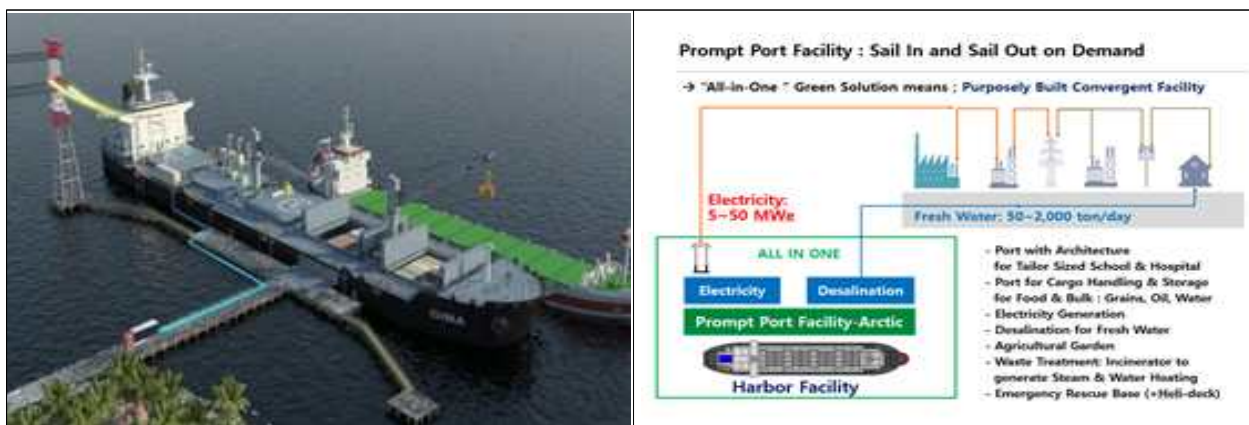 Prompt Port Facility : Sail In and Sail Out on Demand
→ "All-in-One " Green Solution means ; Purposely Built Convergent Facility
Electricity:
5~50 MWe
Fresh Water: 50~2,000 ton/day
ALL IN ONE
Electricity
Desalination
Prompt Port Facility-Arctic
Harbor Facility
- Port with Architecture
for Tailor Sized School & Hospital
- Port for Cargo Handling & Storage
for Food & Bulk : Grains, Oil, Water
- Electricity Generation
- Desalination for Fresh Water
- Agricultural Garden
- Waste Treatment: Incinerator to
generate Steam & Water Heating
- Emergency Rescue Base (+Heli-deck)